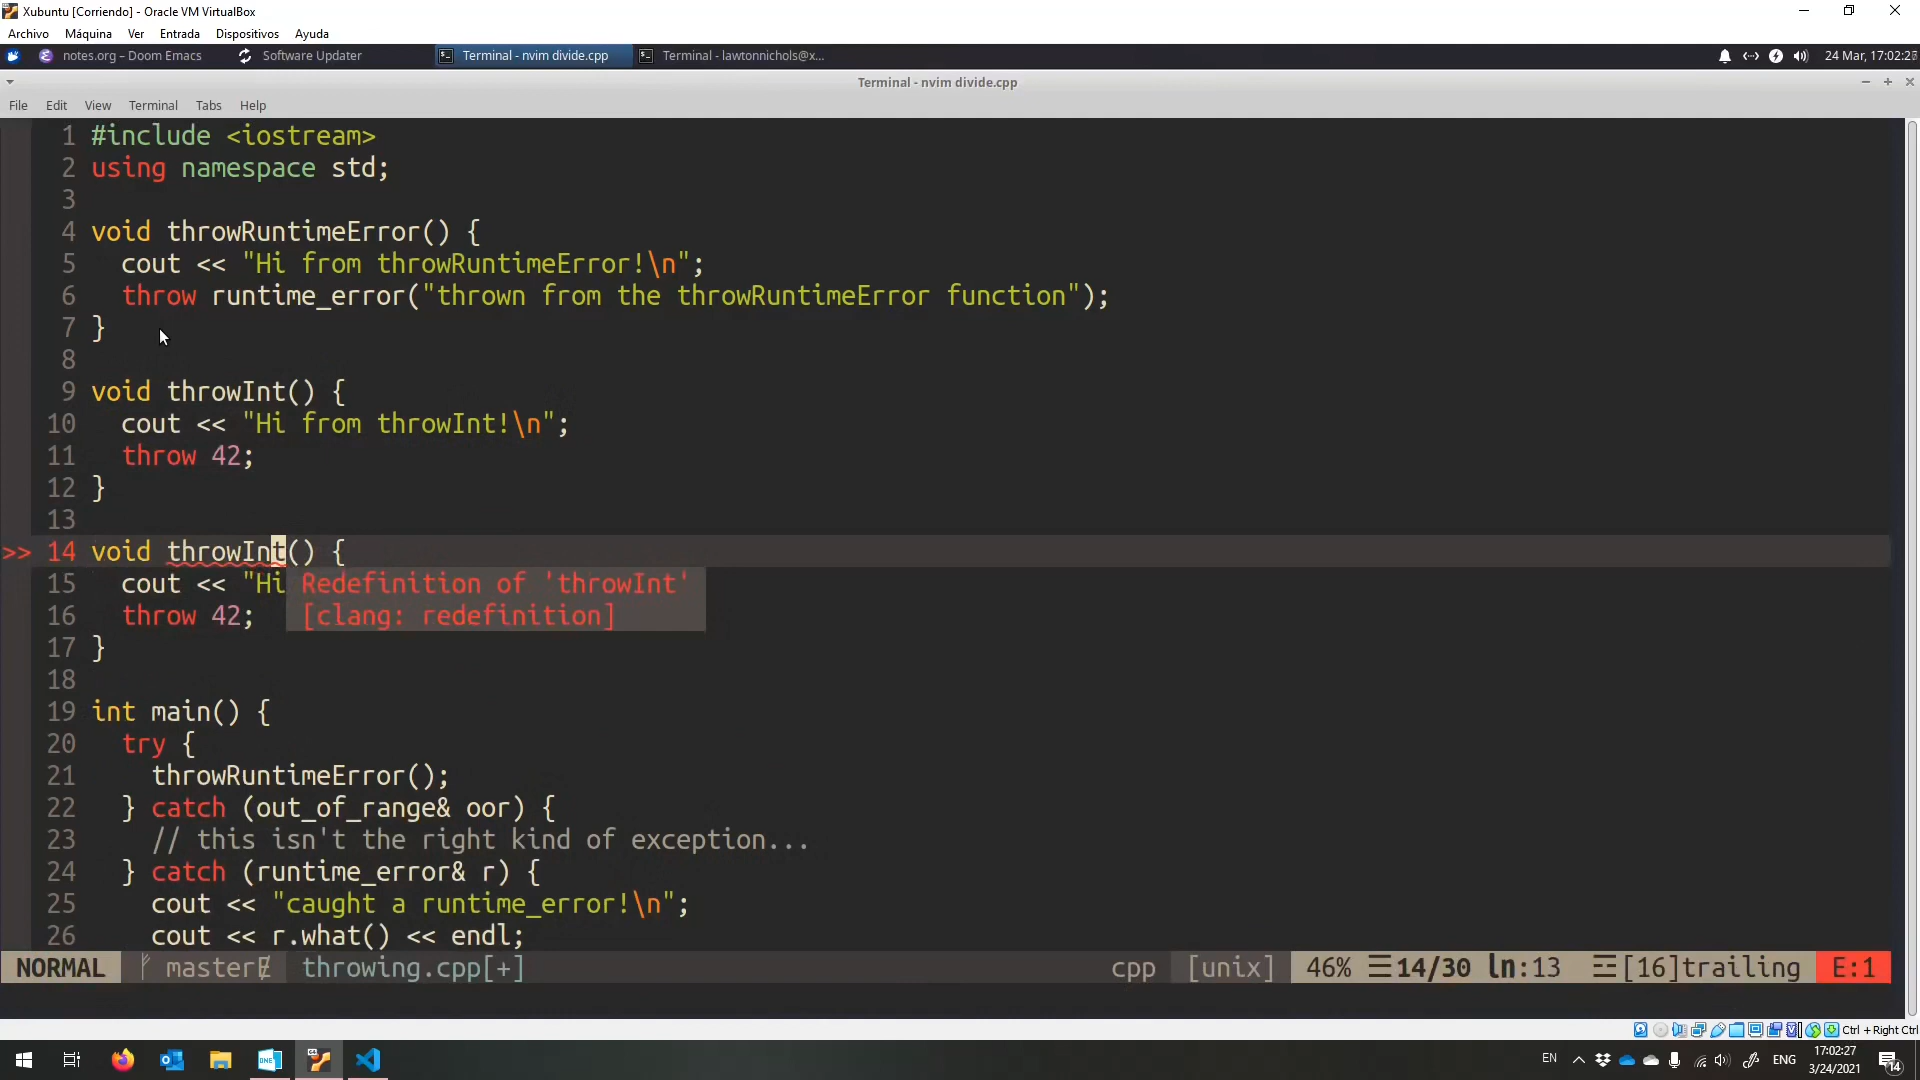 Xubuntu [Corriendo] - Oracle VM VirtualBox
Archivo Máquina Ver Entrada Dispositivos Ayuda
notes.org – Doom Emacs Software Updater Terminal - nvim divide.cpp Terminal - lawtonnichols@x... 24 Mar, 17:02:26
Terminal - nvim divide.cpp
File Edit View Terminal Tabs Help
1 #include <iostream>
2 using namespace std;
3
4 void throwRuntimeError() {
5 cout << "Hi from throwRuntimeError!\n";
6 throw runtime_error("thrown from the throwRuntimeError function");
7 }
8
9 void throwInt() {
10 cout << "Hi from throwInt!\n";
11 throw 42;
12 }
13
>> 14 void throwInt() {
15 cout << "Hi Redefinition of 'throwInt'
16 throw 42; [clang: redefinition]
17 }
18
19 int main() {
20 try {
21 throwRuntimeError();
22 } catch (out_of_range& oor) {
23 // this isn't the right kind of exception...
24 } catch (runtime_error& r) {
25 cout << "caught a runtime_error!\n";
26 cout << r.what() << endl;
NORMAL master throwing.cpp[+] cpp [unix] 46% ☰14/30 ln:13 ☲[16]trailing E:1
Ctrl + Right Ctrl
EN ENG 17:02:27
3/24/2021
14